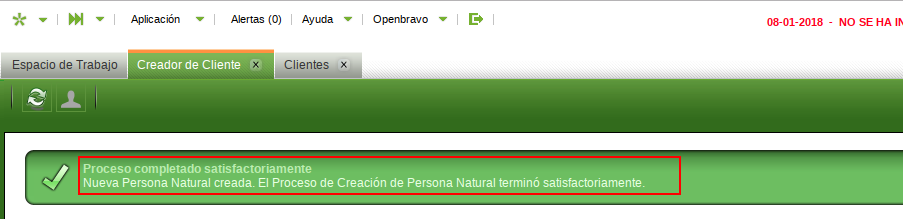 Aplicación Alertas (0) Ayuda Openbravo
08-01-2018 - NO SE HA IN
Espacio de Trabajo Creador de Cliente Clientes
Proceso completado satisfactoriamente
Nueva Persona Natural creada. El Proceso de Creación de Persona Natural terminó satisfactoriamente.